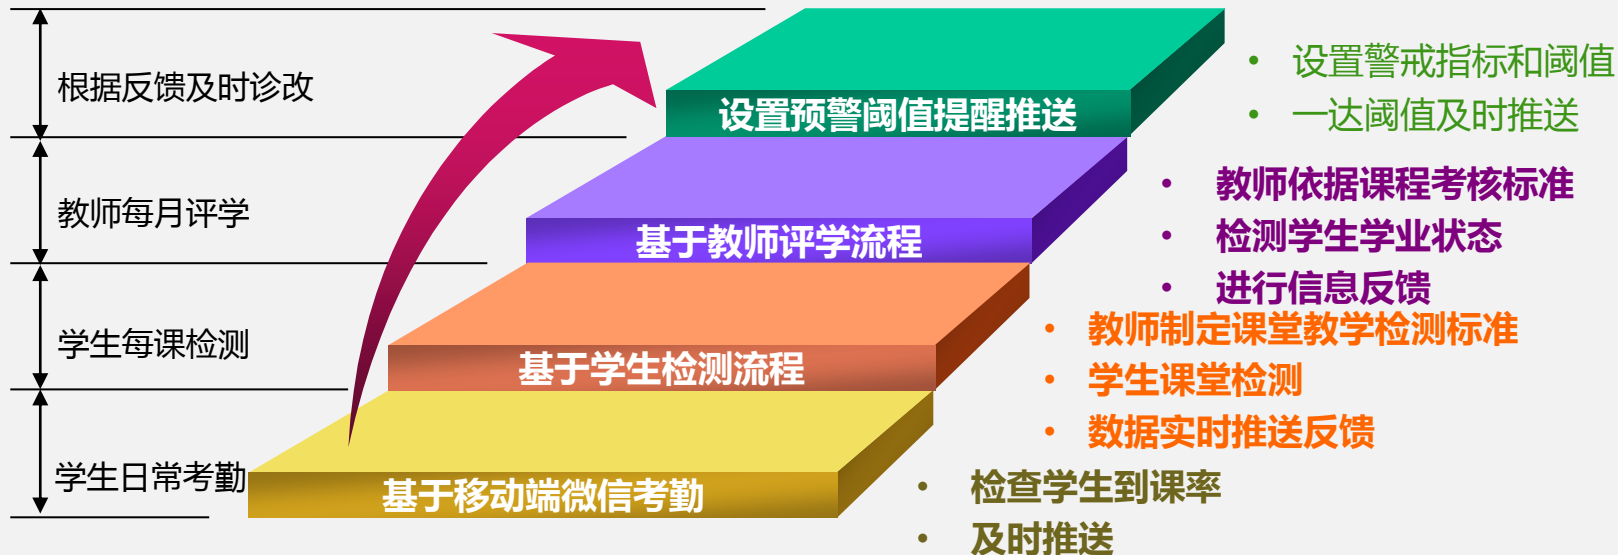 根据反馈及时诊改
设置预警阈值提醒推送
• 设置警戒指标和阈值
• 一达阈值及时推送
教师每月评学
基于教师评学流程
• 教师依据课程考核标准
• 检测学生学业状态
• 进行信息反馈
学生每课检测
基于学生检测流程
• 教师制定课堂教学检测标准
• 学生课堂检测
• 数据实时推送反馈
学生日常考勤
基于移动端微信考勤
• 检查学生到课率
• 及时推送